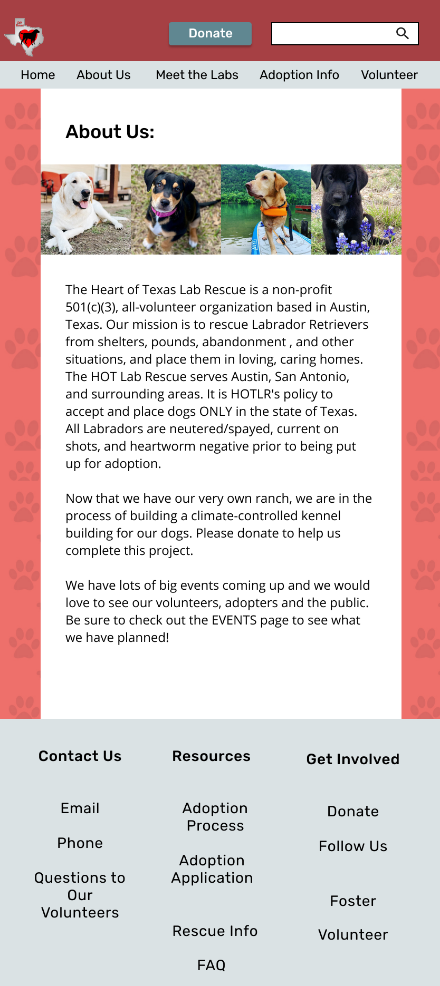 Donate
Home About Us Meet the Labs Adoption Info Volunteer
About Us:
The Heart of Texas Lab Rescue is a non-profit
501(c)(3), all-volunteer organization based in Austin,
Texas. Our mission is to rescue Labrador Retrievers
from shelters, pounds, abandonment , and other
situations, and place them in loving, caring homes.
The HOT Lab Rescue serves Austin, San Antonio,
and surrounding areas. It is HOTLR's policy to
accept and place dogs ONLY in the state of Texas.
All Labradors are neutered/spayed, current on
shots, and heartworm negative prior to being put
up for adoption.
Now that we have our very own ranch, we are in the
process of building a climate-controlled kennel
building for our dogs. Please donate to help us
complete this project.
We have lots of big events coming up and we would
love to see our volunteers, adopters and the public.
Be sure to check out the EVENTS page to see what
we have planned!
Contact Us
Email
Phone
Questions to
Our
Volunteers
Resources
Adoption
Process
Adoption
Application
Rescue Info
FAQ
Get Involved
Donate
Follow Us
Foster
Volunteer